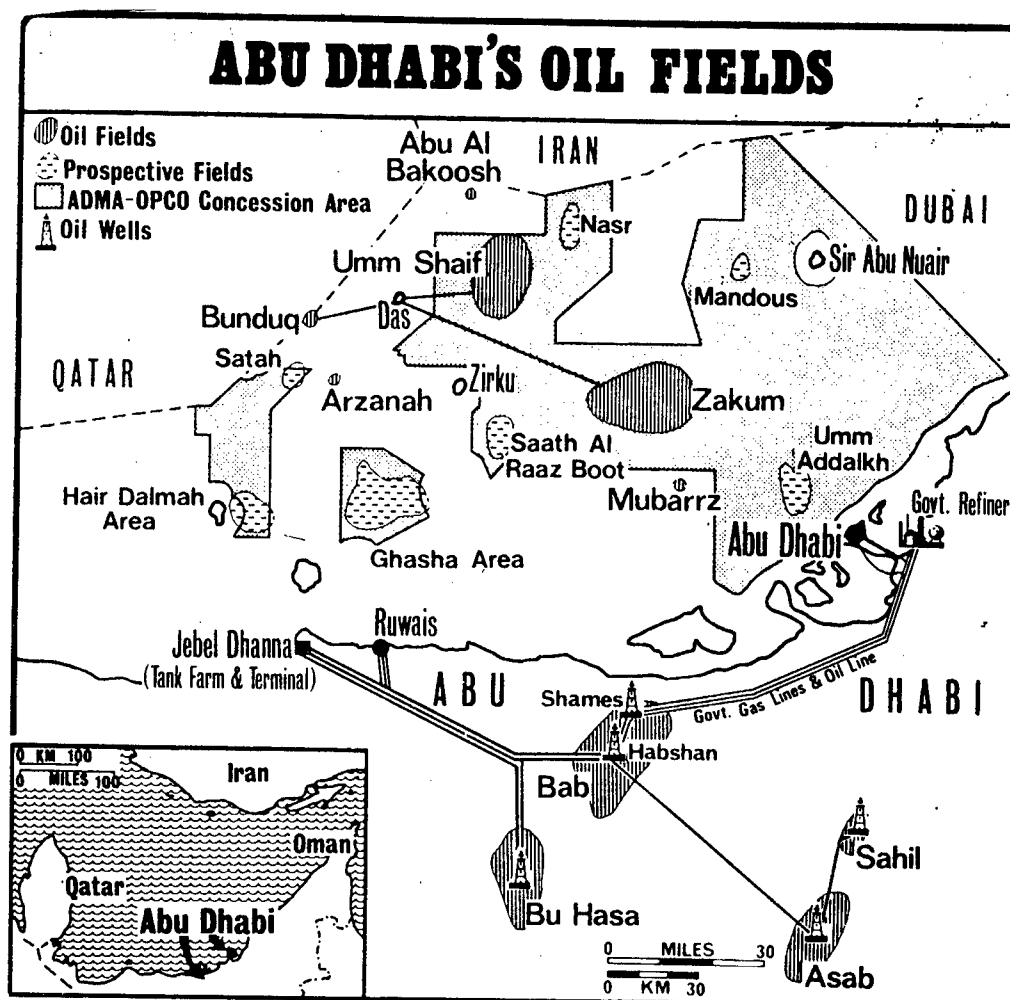 ABU DHABI'S OIL FIELDS
Oil Fields
Prospective Fields
ADMA-OPCO Concession Area
Oil Wells
Abu Al
Bakoosh
IRAN
DUBAI
Nasr
Umm Shaif
Sir Abu Nuair
Mandous
Das
Bunduq
Satah
QATAR
Arzanah
Zirku
Zakum
Saath Al
Raaz Boot
Umm
Addalkh
Hair Dalmah
Area
Mubarrz
Govt. Refiner
Abu Dhabi
Ghasha Area
Ruwais
Jebel Dhanna
(Tank Farm & Terminal)
ABU
DHABI
Shames
Govt. Gas Lines & Oil Line
Habshan
Bab
Sahil
Bu Hasa
Asab
0 MILES 30
0 KM 30
0 KM 100
0 MILES 100
Iran
Oman
Qatar
Abu Dhabi